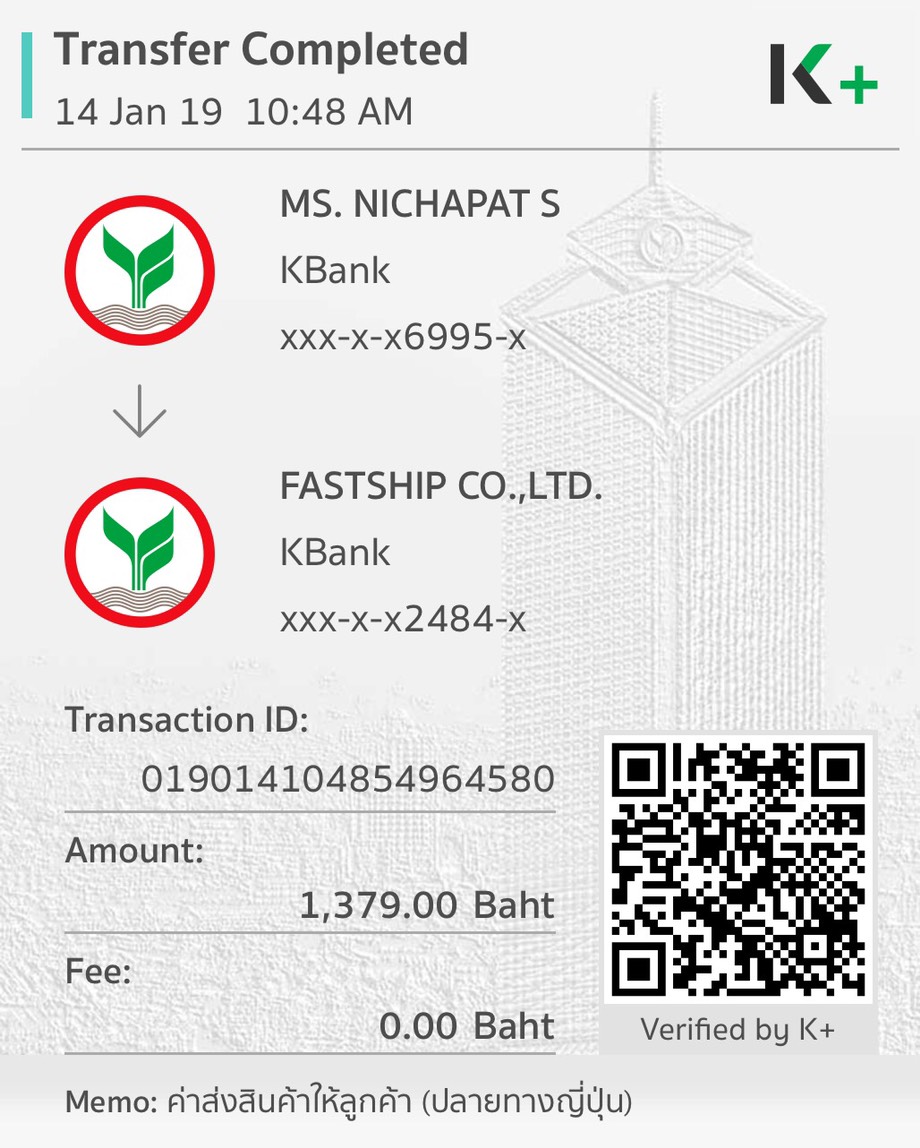 Transfer Completed
14 Jan 19 10:48 AM
K+
MS. NICHAPAT S
KBank
xxx-x-x6995-x
FASTSHIP CO.,LTD.
KBank
xxx-x-x2484-x
Transaction ID:
019014104854964580
Amount:
1,379.00 Baht
Fee:
0.00 Baht
Verified by K+
Memo: ค่าส่งสินค้าให้ลูกค้า (ปลายทางญี่ปุ่น)